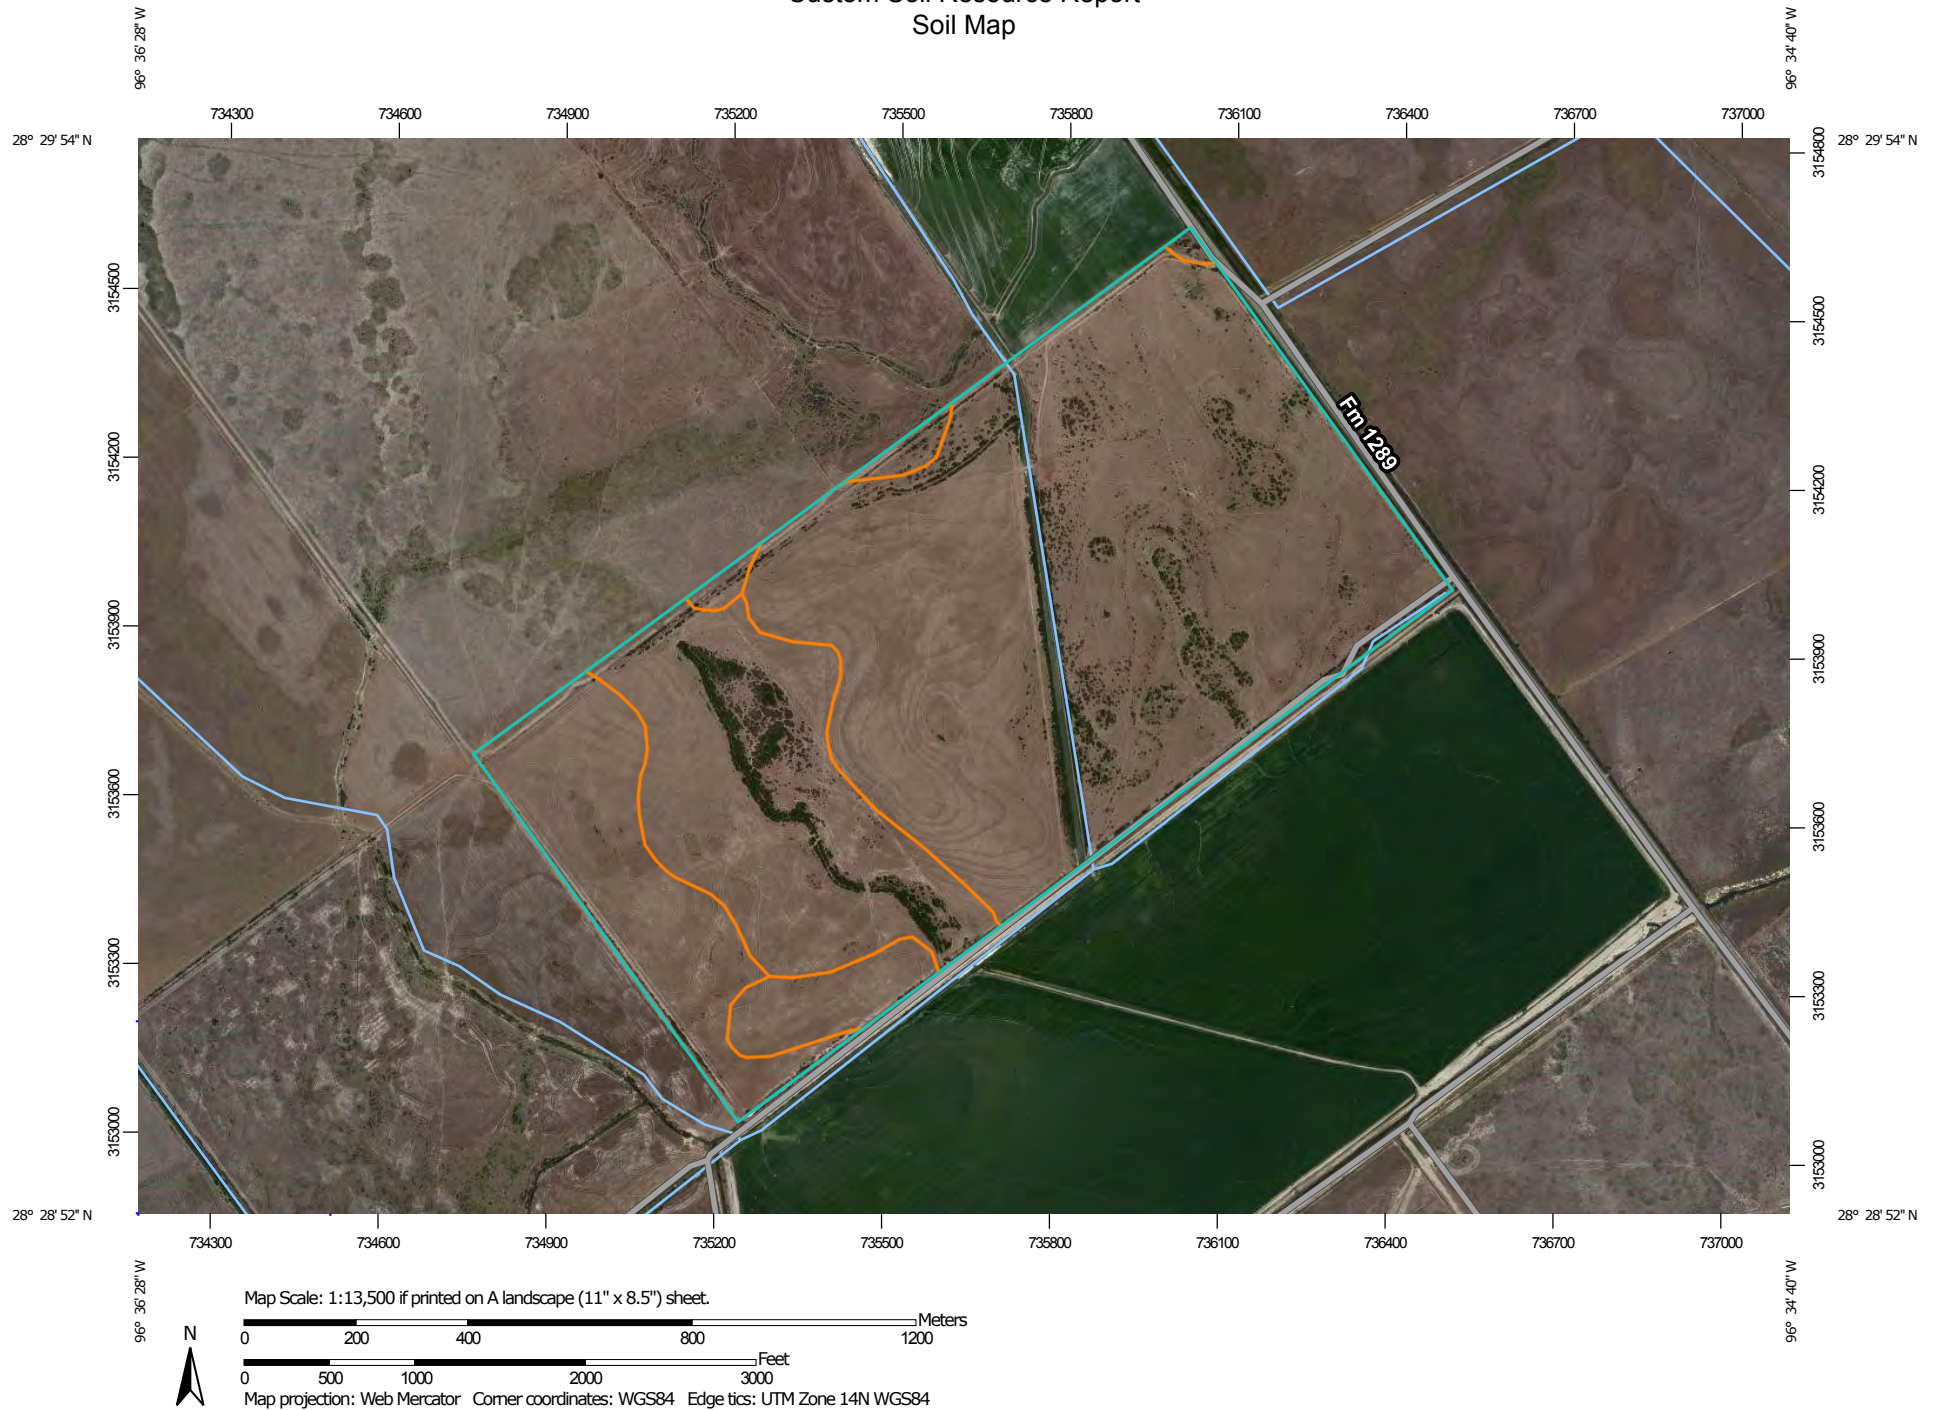 Custom Soil Resource Report
Soil Map
96° 36' 28" W
96° 34' 40" W
734300 734600 734900 735200 735500 735800 736100 736400 736700 737000
28° 29' 54" N
28° 29' 54" N
3154800
3154500
3154500
3154200
3154200
3153900
3153900
3153600
3153600
3153300
3153300
3153000
3153000
Fm 1289
28° 28' 52" N
28° 28' 52" N
734300 734600 734900 735200 735500 735800 736100 736400 736700 737000
96° 36' 28" W
96° 34' 40" W
Map Scale: 1:13,500 if printed on A landscape (11" x 8.5") sheet.
N
Meters
0 200 400 800 1200
Feet
0 500 1000 2000 3000
Map projection: Web Mercator Corner coordinates: WGS84 Edge tics: UTM Zone 14N WGS84